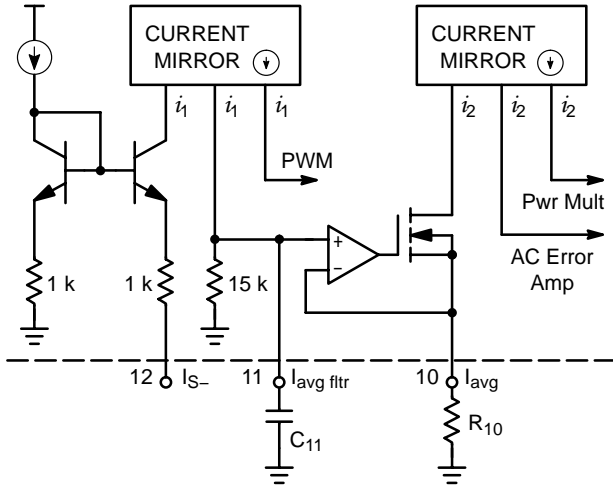 CURRENT
MIRROR
CURRENT
MIRROR
i1
i1
i1
i2
i2
i2
PWM
Pwr Mult
AC Error
Amp
+
−
1 k
1 k
15 k
12
IS–
11
Iavg fltr
10
Iavg
C11
R10